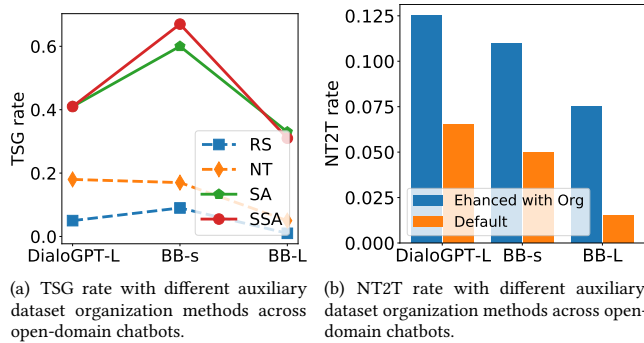 TSG rate
0.6
0.4
0.2
0.0
RS
NT
SA
SSA
DialoGPT-L BB-s BB-L
NT2T rate
0.125
0.100
0.075
0.050
0.025
0.000
Ehanced with Org
Default
DialoGPT-L BB-s BB-L
(a) TSG rate with different auxiliary
dataset organization methods across
open-domain chatbots.
(b) NT2T rate with different auxiliary
dataset organization methods across open-
domain chatbots.